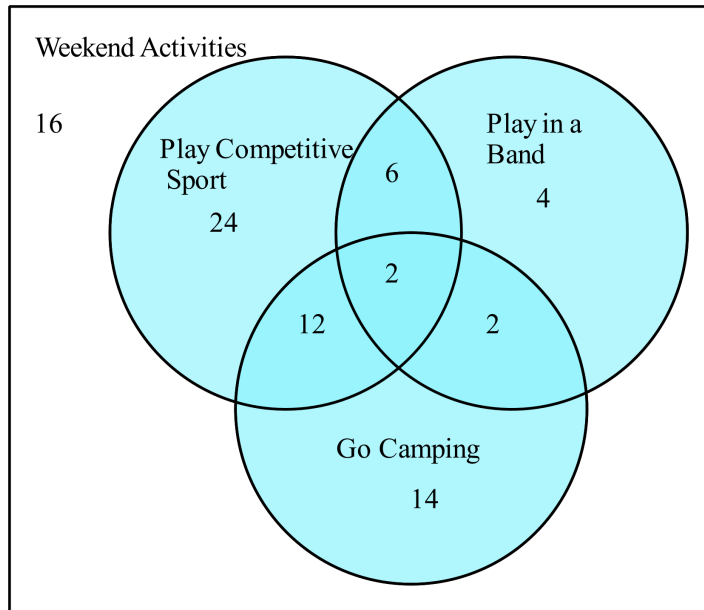 Weekend Activities
16
Play Competitive
Sport
24
6
Play in a
Band
4
2
12
2
Go Camping
14